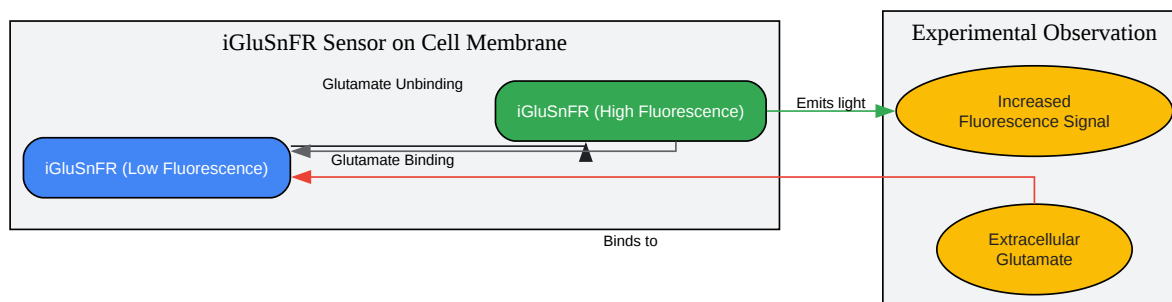 iGluSnFR Sensor on Cell Membrane
Experimental Observation
Glutamate Unbinding
iGluSnFR (High Fluorescence)
Emits light
Increased
Fluorescence Signal
Glutamate Binding
iGluSnFR (Low Fluorescence)
Binds to
Extracellular
Glutamate